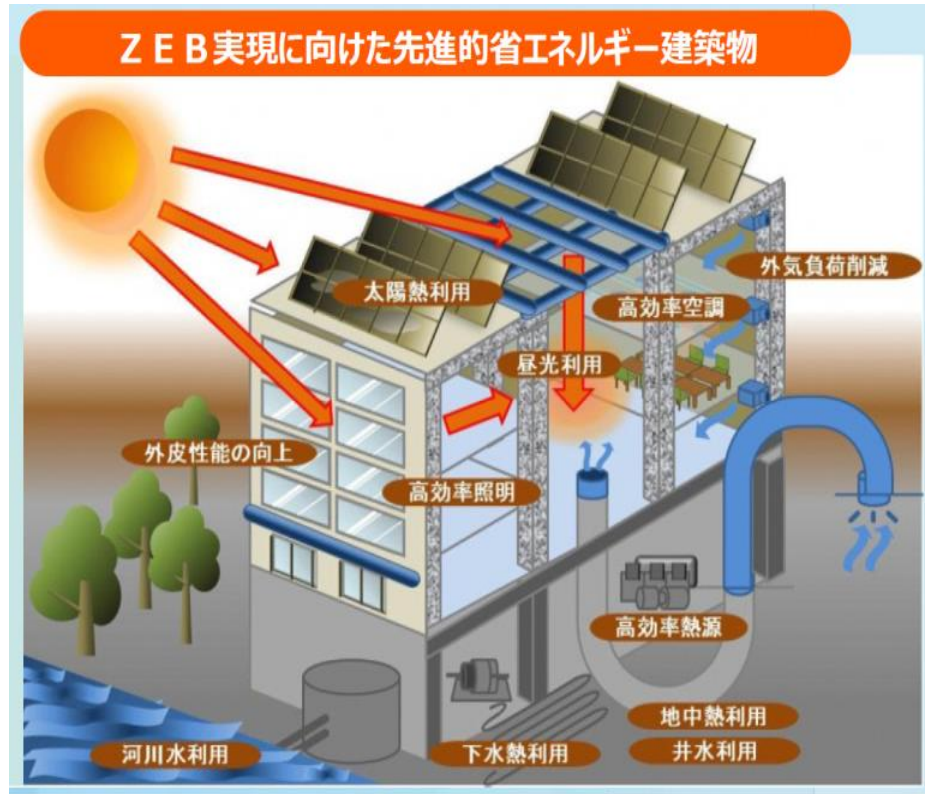 ＺＥＢ実現に向けた先進的省エネルギー建築物
外気負荷削減
太陽熱利用
高効率空調
昼光利用
外皮性能の向上
高効率照明
高効率熱源
地中熱利用
河川水利用
下水熱利用
井水利用